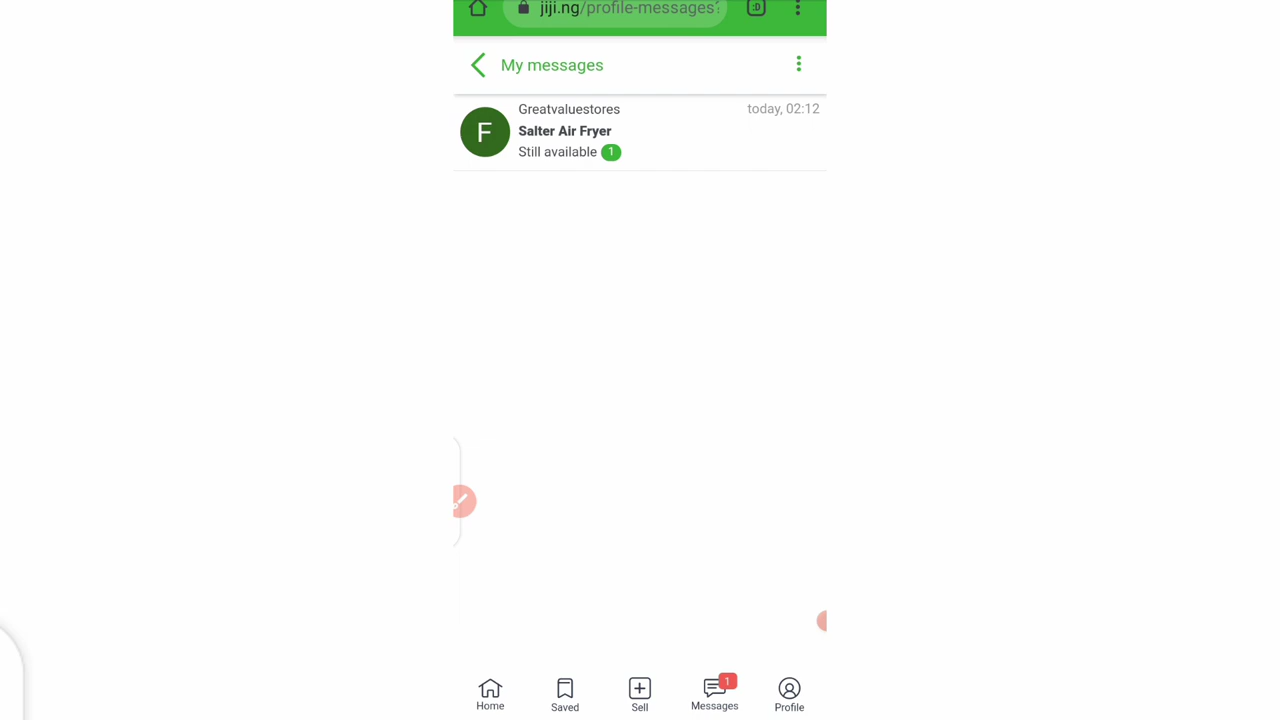 jiji.ng/profile-messages?
:D
My messages
Greatvaluestores
today, 02:12
F
Salter Air Fryer
Still available 1
1
Home
Saved
Sell
Messages
Profile